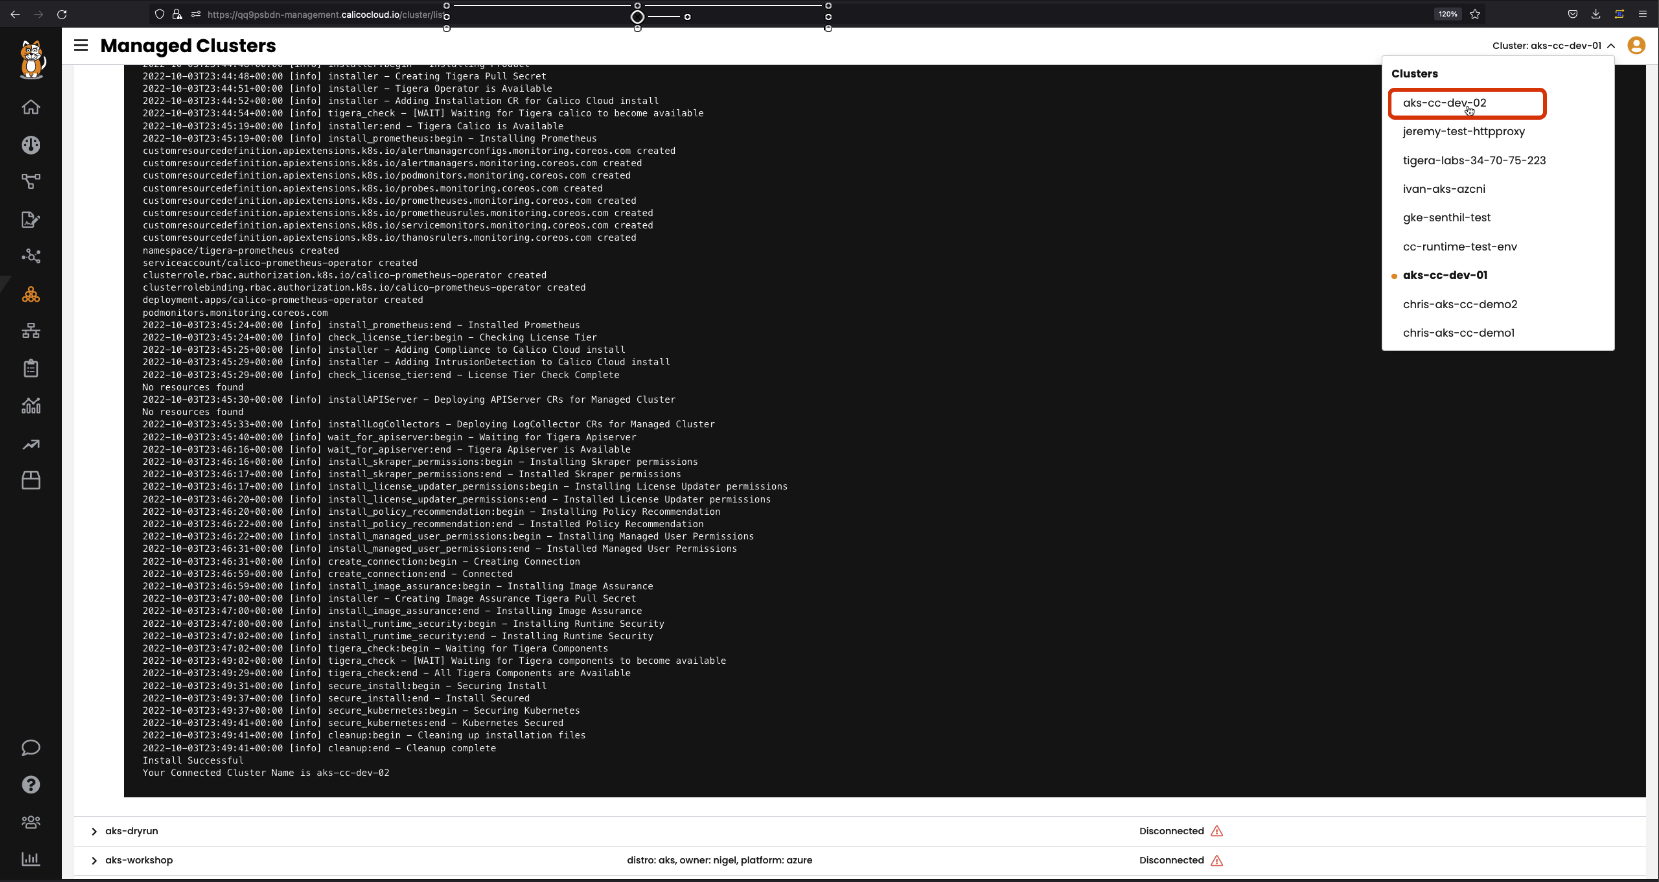 https://qq9psbdn-management.calicocloud.io/cluster/list
120%
Managed Clusters
Cluster: aks-cc-dev-01
Clusters
aks-cc-dev-02
jeremy-test-httpproxy
tigera-labs-34-70-75-223
ivan-aks-azcni
gke-senthil-test
cc-runtime-test-env
aks-cc-dev-01
chris-aks-cc-demo2
chris-aks-cc-demo1
2022-10-03T23:44:48+00:00 [info] installer:begin - Installing Product
2022-10-03T23:44:48+00:00 [info] installer - Creating Tigera Pull Secret
2022-10-03T23:44:51+00:00 [info] installer - Tigera Operator is Available
2022-10-03T23:44:52+00:00 [info] installer - Adding Installation CR for Calico Cloud install
2022-10-03T23:44:54+00:00 [info] tigera_check - [WAIT] Waiting for Tigera calico to become available
2022-10-03T23:45:19+00:00 [info] installer:end - Tigera Calico is Available
2022-10-03T23:45:19+00:00 [info] install_prometheus:begin - Installing Prometheus
customresourcedefinition.apiextensions.k8s.io/alertmanagerconfigs.monitoring.coreos.com created
customresourcedefinition.apiextensions.k8s.io/alertmanagers.monitoring.coreos.com created
customresourcedefinition.apiextensions.k8s.io/podmonitors.monitoring.coreos.com created
customresourcedefinition.apiextensions.k8s.io/probes.monitoring.coreos.com created
customresourcedefinition.apiextensions.k8s.io/prometheuses.monitoring.coreos.com created
customresourcedefinition.apiextensions.k8s.io/prometheusrules.monitoring.coreos.com created
customresourcedefinition.apiextensions.k8s.io/servicemonitors.monitoring.coreos.com created
customresourcedefinition.apiextensions.k8s.io/thanosrulers.monitoring.coreos.com created
namespace/tigera-prometheus created
serviceaccount/calico-prometheus-operator created
clusterrole.rbac.authorization.k8s.io/calico-prometheus-operator created
clusterrolebinding.rbac.authorization.k8s.io/calico-prometheus-operator created
deployment.apps/calico-prometheus-operator created
podmonitors.monitoring.coreos.com
2022-10-03T23:45:24+00:00 [info] install_prometheus:end - Installed Prometheus
2022-10-03T23:45:24+00:00 [info] check_license_tier:begin - Checking License Tier
2022-10-03T23:45:25+00:00 [info] installer - Adding Compliance to Calico Cloud install
2022-10-03T23:45:29+00:00 [info] installer - Adding IntrusionDetection to Calico Cloud install
2022-10-03T23:45:29+00:00 [info] check_license_tier:end - License Tier Check Complete
No resources found
2022-10-03T23:45:30+00:00 [info] installAPIServer - Deploying APIServer CRs for Managed Cluster
No resources found
2022-10-03T23:45:33+00:00 [info] installLogCollectors - Deploying LogCollector CRs for Managed Cluster
2022-10-03T23:45:40+00:00 [info] wait_for_apiserver:begin - Waiting for Tigera Apiserver
2022-10-03T23:46:16+00:00 [info] wait_for_apiserver:end - Tigera Apiserver is Available
2022-10-03T23:46:16+00:00 [info] install_skraper_permissions:begin - Installing Skraper permissions
2022-10-03T23:46:17+00:00 [info] install_skraper_permissions:end - Installed Skraper permissions
2022-10-03T23:46:17+00:00 [info] install_license_updater_permissions:begin - Installing License Updater permissions
2022-10-03T23:46:20+00:00 [info] install_license_updater_permissions:end - Installed License Updater permissions
2022-10-03T23:46:20+00:00 [info] install_policy_recommendation:begin - Installing Policy Recommendation
2022-10-03T23:46:22+00:00 [info] install_policy_recommendation:end - Installed Policy Recommendation
2022-10-03T23:46:22+00:00 [info] install_managed_user_permissions:begin - Installing Managed User Permissions
2022-10-03T23:46:31+00:00 [info] install_managed_user_permissions:end - Installed Managed User Permissions
2022-10-03T23:46:31+00:00 [info] create_connection:begin - Creating Connection
2022-10-03T23:46:59+00:00 [info] create_connection:end - Connected
2022-10-03T23:46:59+00:00 [info] install_image_assurance:begin - Installing Image Assurance
2022-10-03T23:47:00+00:00 [info] installer - Creating Image Assurance Tigera Pull Secret
2022-10-03T23:47:00+00:00 [info] install_image_assurance:end - Installing Image Assurance
2022-10-03T23:47:00+00:00 [info] install_runtime_security:begin - Installing Runtime Security
2022-10-03T23:47:02+00:00 [info] install_runtime_security:end - Installing Runtime Security
2022-10-03T23:47:02+00:00 [info] tigera_check:begin - Waiting for Tigera Components
2022-10-03T23:49:02+00:00 [info] tigera_check - [WAIT] Waiting for Tigera components to become available
2022-10-03T23:49:29+00:00 [info] tigera_check:end - All Tigera Components are Available
2022-10-03T23:49:31+00:00 [info] secure_install:begin - Securing Install
2022-10-03T23:49:37+00:00 [info] secure_install:end - Install Secured
2022-10-03T23:49:37+00:00 [info] secure_kubernetes:begin - Securing Kubernetes
2022-10-03T23:49:41+00:00 [info] secure_kubernetes:end - Kubernetes Secured
2022-10-03T23:49:41+00:00 [info] cleanup:begin - Cleaning up installation files
2022-10-03T23:49:41+00:00 [info] cleanup:end - Cleanup complete
Install Successful
Your Connected Cluster Name is aks-cc-dev-02
aks-dryrun Disconnected
aks-workshop distro: aks, owner: nigel, platform: azure Disconnected